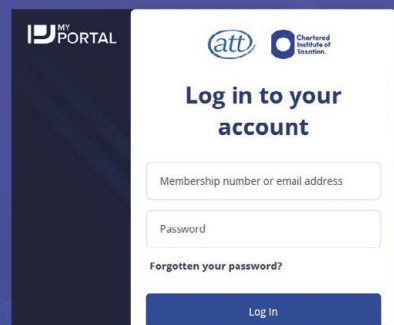 MY
PORTAL
att
Chartered
Institute of
Taxation.
Log in to your
account
Membership number or email address
Password
Forgotten your password?
Log In